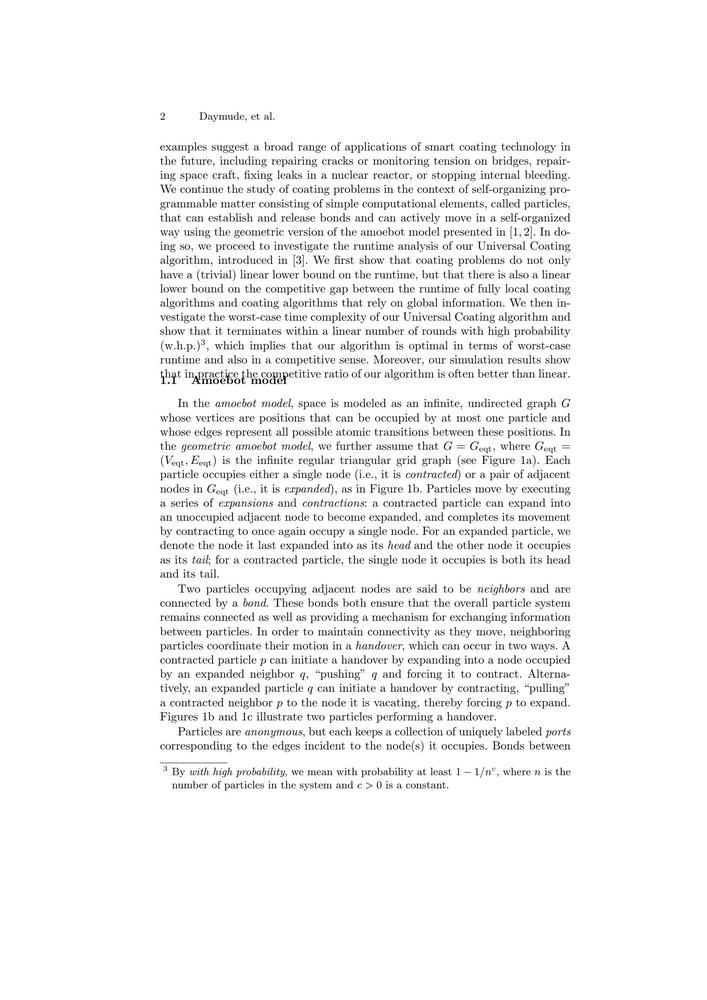 2 Daymude, et al.
examples suggest a broad range of applications of smart coating technology in
the future, including repairing cracks or monitoring tension on bridges, repair-
ing space craft, fixing leaks in a nuclear reactor, or stopping internal bleeding.
We continue the study of coating problems in the context of self-organizing pro-
grammable matter consisting of simple computational elements, called particles,
that can establish and release bonds and can actively move in a self-organized
way using the geometric version of the amoebot model presented in [1, 2]. In do-
ing so, we proceed to investigate the runtime analysis of our Universal Coating
algorithm, introduced in [3]. We first show that coating problems do not only
have a (trivial) linear lower bound on the runtime, but that there is also a linear
lower bound on the competitive gap between the runtime of fully local coating
algorithms and coating algorithms that rely on global information. We then in-
vestigate the worst-case time complexity of our Universal Coating algorithm and
show that it terminates within a linear number of rounds with high probability
(w.h.p.)³, which implies that our algorithm is optimal in terms of worst-case
runtime and also in a competitive sense. Moreover, our simulation results show
that in practice the competitive ratio of our algorithm is often better than linear.
1.1 Amoebot model
In the amoebot model, space is modeled as an infinite, undirected graph G
whose vertices are positions that can be occupied by at most one particle and
whose edges represent all possible atomic transitions between these positions. In
the geometric amoebot model, we further assume that G = G_eqt, where G_eqt =
(V_eqt, E_eqt) is the infinite regular triangular grid graph (see Figure 1a). Each
particle occupies either a single node (i.e., it is contracted) or a pair of adjacent
nodes in G_eqt (i.e., it is expanded), as in Figure 1b. Particles move by executing
a series of expansions and contractions: a contracted particle can expand into
an unoccupied adjacent node to become expanded, and completes its movement
by contracting to once again occupy a single node. For an expanded particle, we
denote the node it last expanded into as its head and the other node it occupies
as its tail; for a contracted particle, the single node it occupies is both its head
and its tail.
Two particles occupying adjacent nodes are said to be neighbors and are
connected by a bond. These bonds both ensure that the overall particle system
remains connected as well as providing a mechanism for exchanging information
between particles. In order to maintain connectivity as they move, neighboring
particles coordinate their motion in a handover, which can occur in two ways. A
contracted particle p can initiate a handover by expanding into a node occupied
by an expanded neighbor q, “pushing” q and forcing it to contract. Alterna-
tively, an expanded particle q can initiate a handover by contracting, “pulling”
a contracted neighbor p to the node it is vacating, thereby forcing p to expand.
Figures 1b and 1c illustrate two particles performing a handover.
Particles are anonymous, but each keeps a collection of uniquely labeled ports
corresponding to the edges incident to the node(s) it occupies. Bonds between
³ By with high probability, we mean with probability at least 1 − 1/n^c, where n is the
number of particles in the system and c > 0 is a constant.